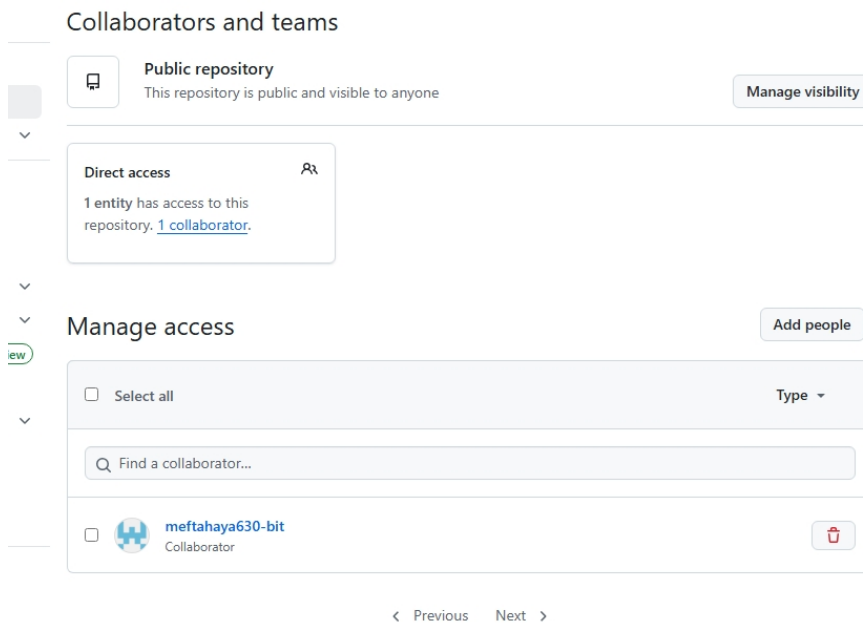 Collaborators and teams
Public repository
This repository is public and visible to anyone
Manage visibility
Direct access
1 entity has access to this
repository. 1 collaborator.
Manage access
Add people
iew
Select all
Type
Find a collaborator...
meftahaya630-bit
Collaborator
Previous Next